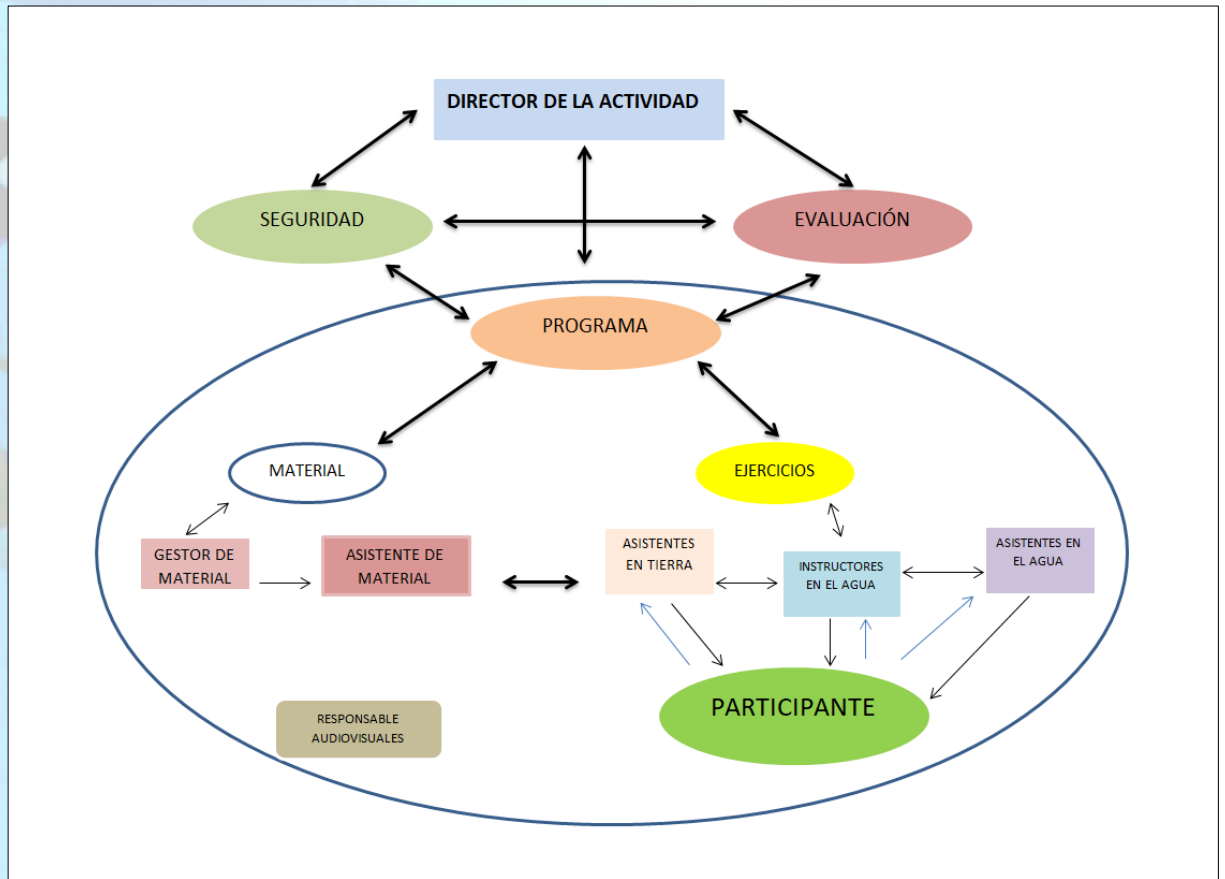 DIRECTOR DE LA ACTIVIDAD
SEGURIDAD
EVALUACIÓN
PROGRAMA
MATERIAL
EJERCICIOS
GESTOR DE
MATERIAL
ASISTENTE DE
MATERIAL
ASISTENTES
EN TIERRA
INSTRUCTORES
EN EL AGUA
ASISTENTES EN
EL AGUA
PARTICIPANTE
RESPONSABLE
AUDIOVISUALES